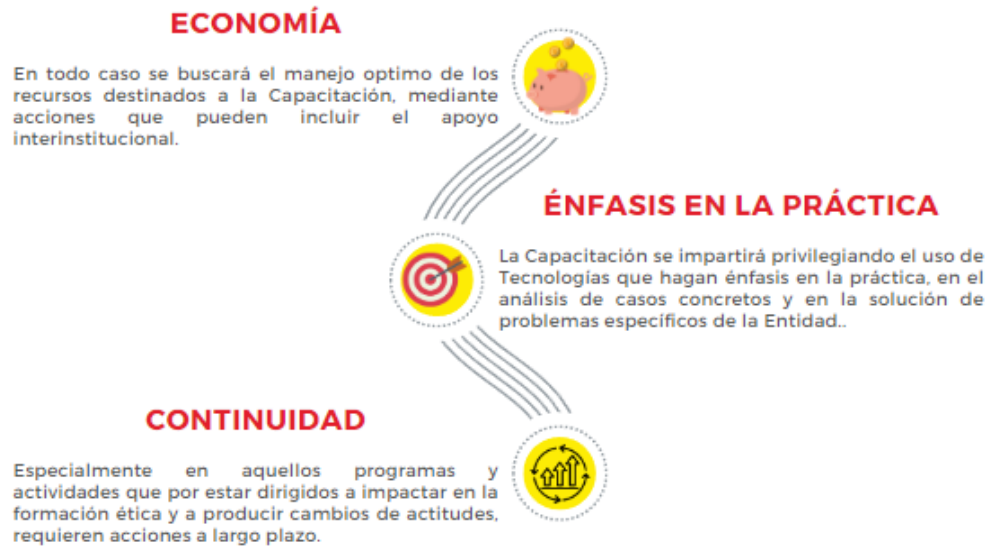 ECONOMÍA
En todo caso se buscará el manejo optimo de los
recursos destinados a la Capacitación, mediante
acciones que pueden incluir el apoyo
interinstitucional.
ÉNFASIS EN LA PRÁCTICA
La Capacitación se impartirá privilegiando el uso de
Tecnologías que hagan énfasis en la práctica, en el
análisis de casos concretos y en la solución de
problemas específicos de la Entidad..
CONTINUIDAD
Especialmente en aquellos programas y
actividades que por estar dirigidos a impactar en la
formación ética y a producir cambios de actitudes,
requieren acciones a largo plazo.